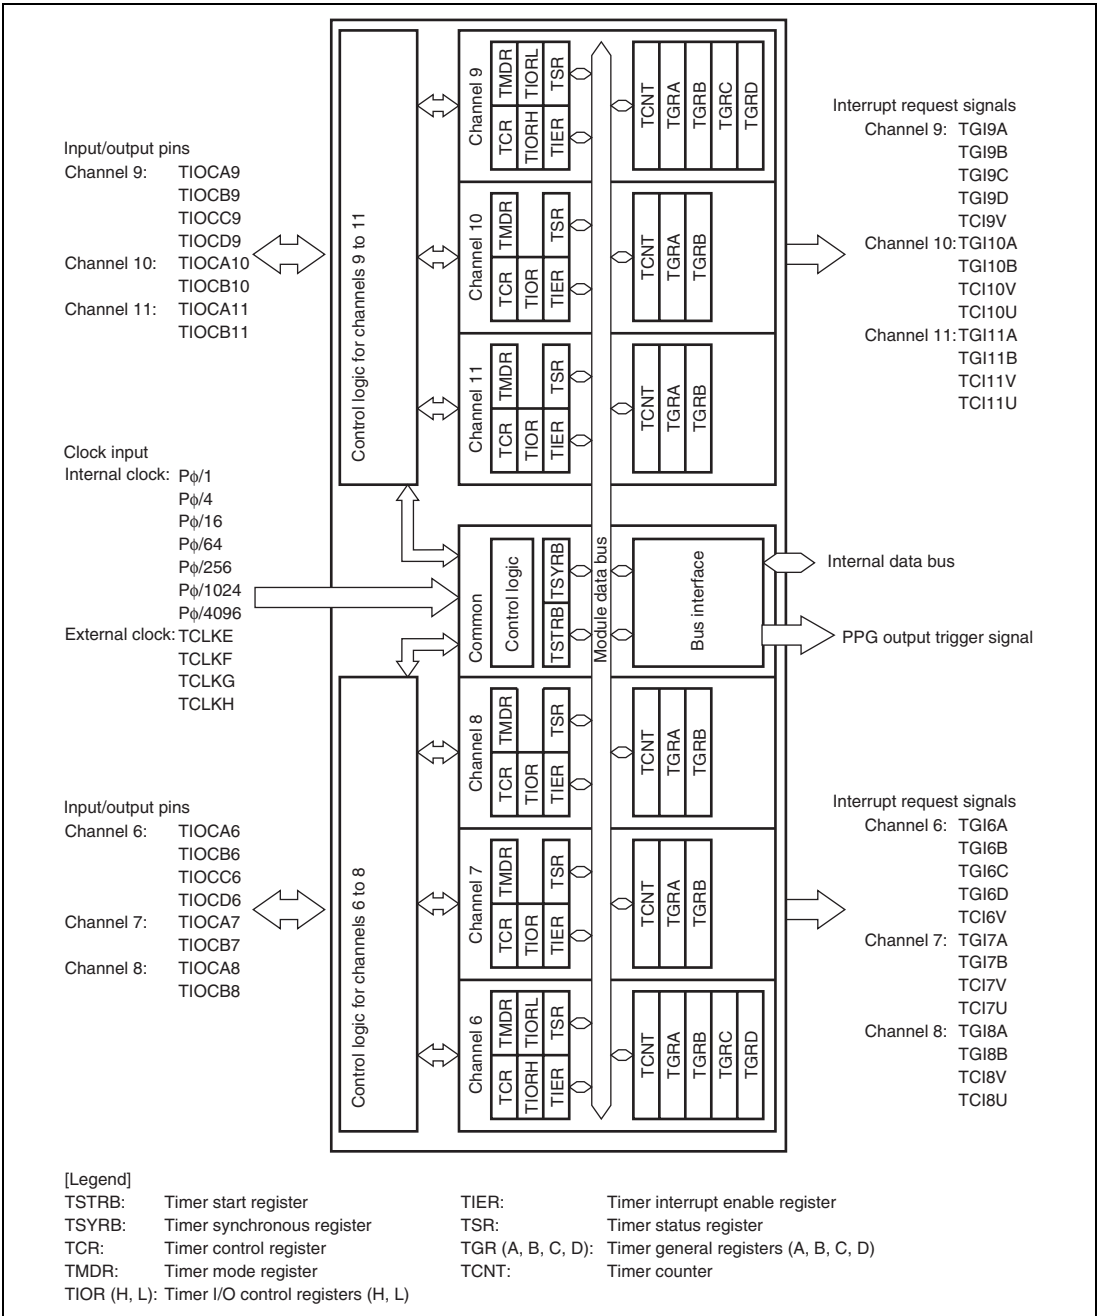 Input/output pins
Channel 9: TIOCA9
TIOCB9
TIOCC9
TIOCD9
Channel 10: TIOCA10
TIOCB10
Channel 11: TIOCA11
TIOCB11
Clock input
Internal clock: Pφ/1
Pφ/4
Pφ/16
Pφ/64
Pφ/256
Pφ/1024
Pφ/4096
External clock: TCLKE
TCLKF
TCLKG
TCLKH
Input/output pins
Channel 6: TIOCA6
TIOCB6
TIOCC6
TIOCD6
Channel 7: TIOCA7
TIOCB7
Channel 8: TIOCA8
TIOCB8
Control logic for channels 9 to 11
Control logic for channels 6 to 8
Channel 9
TCR TMDR
TIORH TIORL
TIER TSR
TCNT
TGRA
TGRB
TGRC
TGRD
Channel 10
TCR TMDR
TIOR
TIER TSR
TCNT
TGRA
TGRB
Channel 11
TCR TMDR
TIOR
TIER TSR
TCNT
TGRA
TGRB
Common
Control logic
TSTRB TSYRB
Module data bus
Bus interface
Channel 8
TCR TMDR
TIOR
TIER TSR
TCNT
TGRA
TGRB
Channel 7
TCR TMDR
TIOR
TIER TSR
TCNT
TGRA
TGRB
Channel 6
TCR TMDR
TIORH TIORL
TIER TSR
TCNT
TGRA
TGRB
TGRC
TGRD
Interrupt request signals
Channel 9: TGI9A
TGI9B
TGI9C
TGI9D
TCI9V
Channel 10: TGI10A
TGI10B
TCI10V
TCI10U
Channel 11: TGI11A
TGI11B
TCI11V
TCI11U
Internal data bus
PPG output trigger signal
Interrupt request signals
Channel 6: TGI6A
TGI6B
TGI6C
TGI6D
TCI6V
Channel 7: TGI7A
TGI7B
TCI7V
TCI7U
Channel 8: TGI8A
TGI8B
TCI8V
TCI8U
[Legend]
TSTRB: Timer start register
TSYRB: Timer synchronous register
TCR: Timer control register
TMDR: Timer mode register
TIOR (H, L): Timer I/O control registers (H, L)
TIER: Timer interrupt enable register
TSR: Timer status register
TGR (A, B, C, D): Timer general registers (A, B, C, D)
TCNT: Timer counter